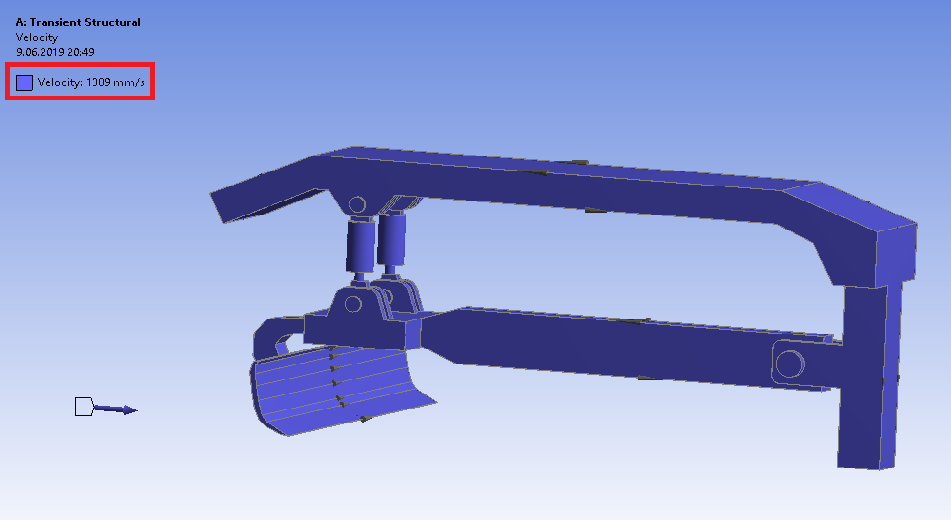 A: Transient Structural
Velocity
9.06.2019 20:49
Velocity: 1009 mm/s